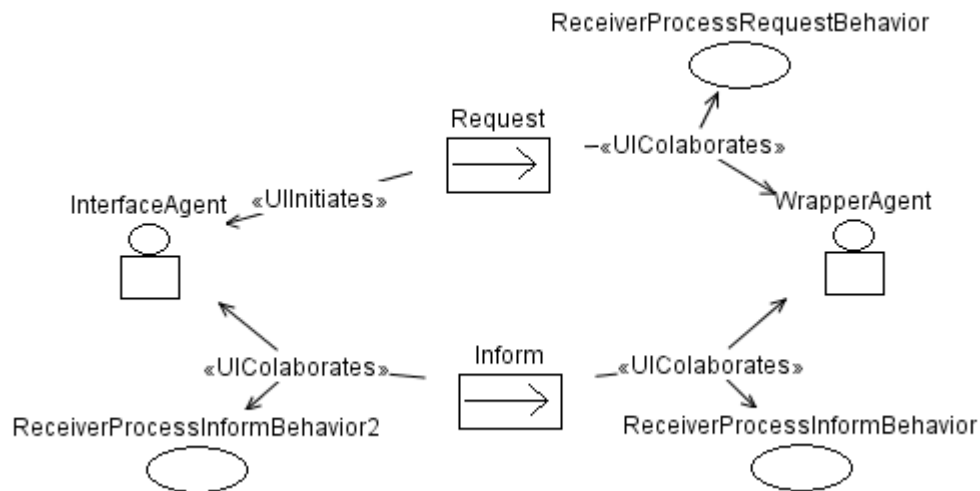 ReceiverProcessRequestBehavior
Request
«UIColaborates»
«UIInitiates»
InterfaceAgent
WrapperAgent
Inform
«UIColaborates»
«UIColaborates»
ReceiverProcessInformBehavior2
ReceiverProcessInformBehavior